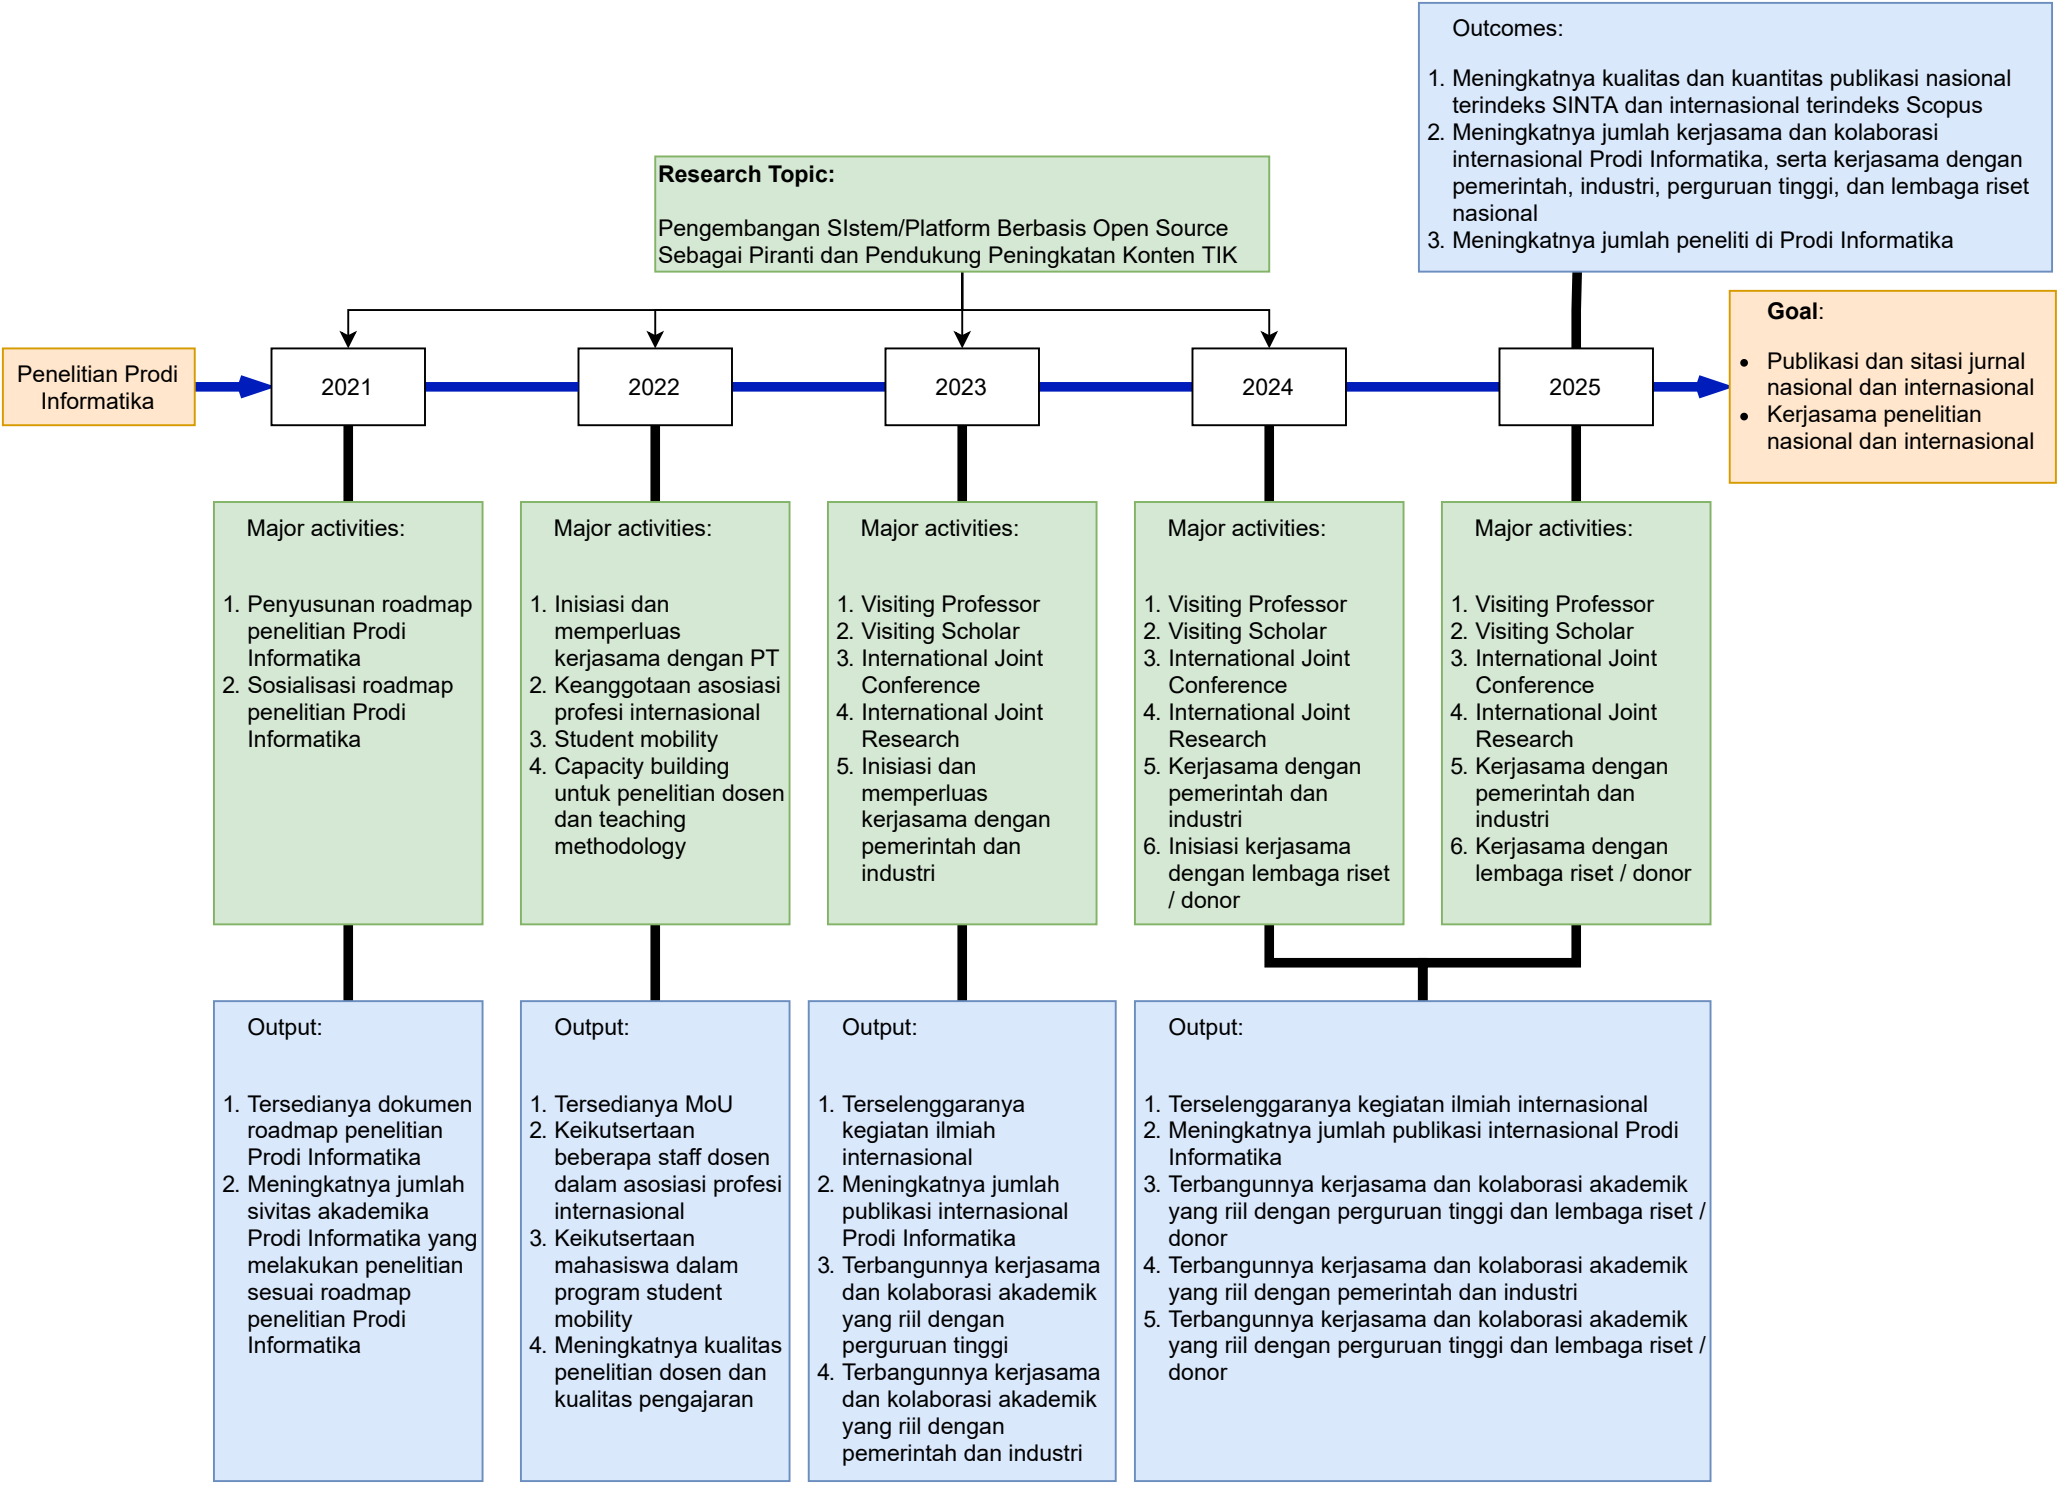 Outcomes:
1. Meningkatnya kualitas dan kuantitas publikasi nasional
terindeks SINTA dan internasional terindeks Scopus
2. Meningkatnya jumlah kerjasama dan kolaborasi
internasional Prodi Informatika, serta kerjasama dengan
pemerintah, industri, perguruan tinggi, dan lembaga riset
nasional
3. Meningkatnya jumlah peneliti di Prodi Informatika
Research Topic:
Pengembangan SIstem/Platform Berbasis Open Source
Sebagai Piranti dan Pendukung Peningkatan Konten TIK
Penelitian Prodi
Informatika
2021
2022
2023
2024
2025
Goal:
• Publikasi dan sitasi jurnal
nasional dan internasional
• Kerjasama penelitian
nasional dan internasional
Major activities:
1. Penyusunan roadmap
penelitian Prodi
Informatika
2. Sosialisasi roadmap
penelitian Prodi
Informatika
Major activities:
1. Inisiasi dan
memperluas
kerjasama dengan PT
2. Keanggotaan asosiasi
profesi internasional
3. Student mobility
4. Capacity building
untuk penelitian dosen
dan teaching
methodology
Major activities:
1. Visiting Professor
2. Visiting Scholar
3. International Joint
Conference
4. International Joint
Research
5. Inisiasi dan
memperluas
kerjasama dengan
pemerintah dan
industri
Major activities:
1. Visiting Professor
2. Visiting Scholar
3. International Joint
Conference
4. International Joint
Research
5. Kerjasama dengan
pemerintah dan
industri
6. Inisiasi kerjasama
dengan lembaga riset
/ donor
Major activities:
1. Visiting Professor
2. Visiting Scholar
3. International Joint
Conference
4. International Joint
Research
5. Kerjasama dengan
pemerintah dan
industri
6. Kerjasama dengan
lembaga riset / donor
Output:
1. Tersedianya dokumen
roadmap penelitian
Prodi Informatika
2. Meningkatnya jumlah
sivitas akademika
Prodi Informatika yang
melakukan penelitian
sesuai roadmap
penelitian Prodi
Informatika
Output:
1. Tersedianya MoU
2. Keikutsertaan
beberapa staff dosen
dalam asosiasi profesi
internasional
3. Keikutsertaan
mahasiswa dalam
program student
mobility
4. Meningkatnya kualitas
penelitian dosen dan
kualitas pengajaran
Output:
1. Terselenggaranya
kegiatan ilmiah
internasional
2. Meningkatnya jumlah
publikasi internasional
Prodi Informatika
3. Terbangunnya kerjasama
dan kolaborasi akademik
yang riil dengan
perguruan tinggi
4. Terbangunnya kerjasama
dan kolaborasi akademik
yang riil dengan
pemerintah dan industri
Output:
1. Terselenggaranya kegiatan ilmiah internasional
2. Meningkatnya jumlah publikasi internasional Prodi
Informatika
3. Terbangunnya kerjasama dan kolaborasi akademik
yang riil dengan perguruan tinggi dan lembaga riset /
donor
4. Terbangunnya kerjasama dan kolaborasi akademik
yang riil dengan pemerintah dan industri
5. Terbangunnya kerjasama dan kolaborasi akademik
yang riil dengan perguruan tinggi dan lembaga riset /
donor